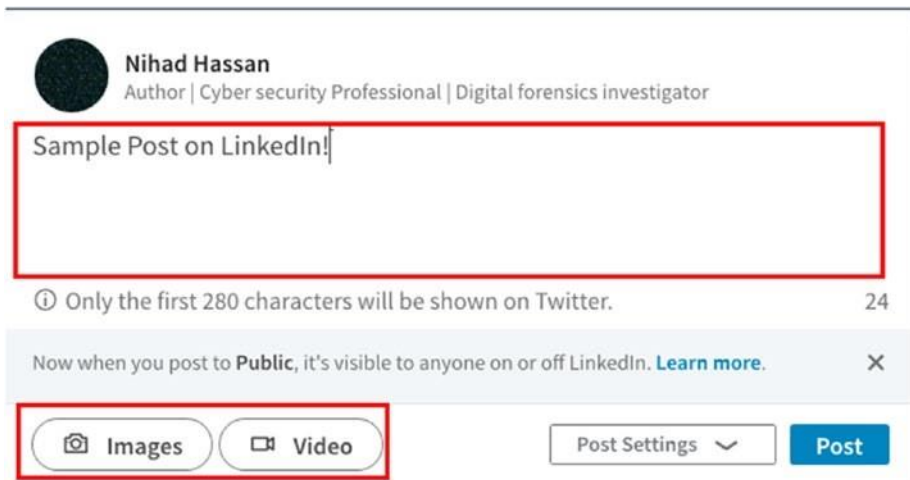 Nihad Hassan
Author | Cyber security Professional | Digital forensics investigator
Sample Post on LinkedIn!
Only the first 280 characters will be shown on Twitter. 24
Now when you post to Public, it's visible to anyone on or off LinkedIn. Learn more.
Images Video Post Settings Post